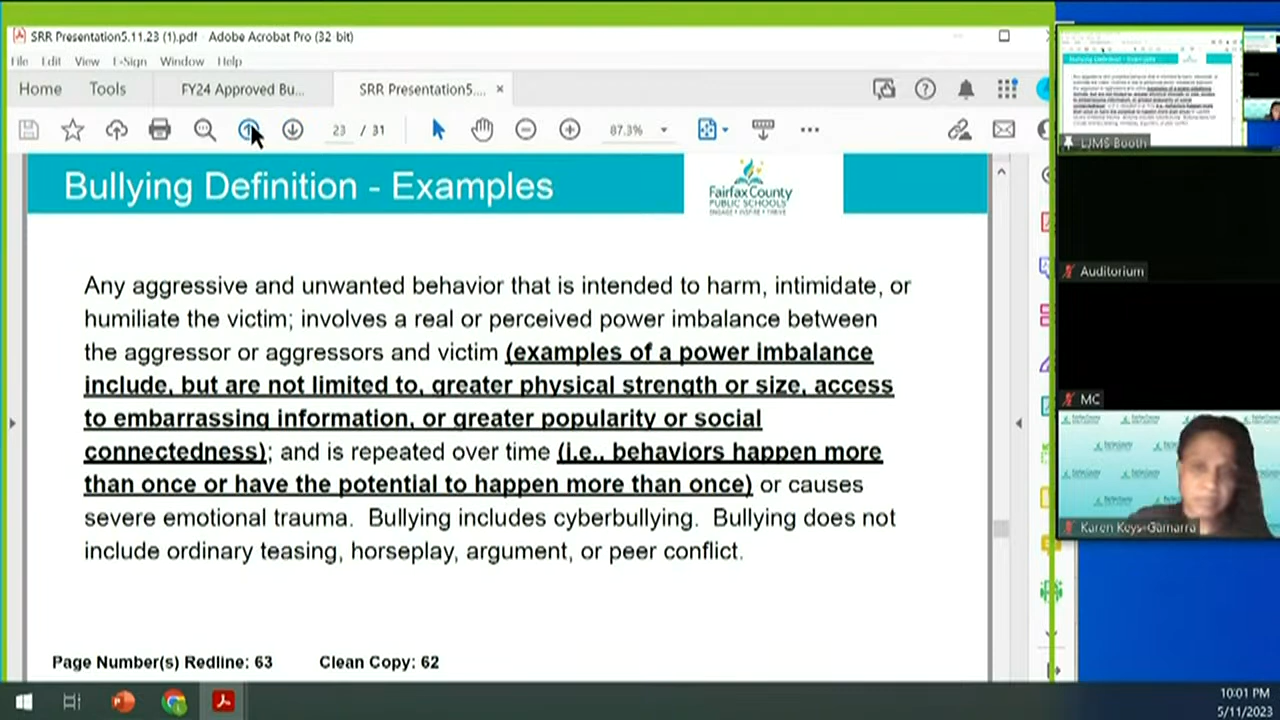 SRR Presentation5.11.23 (1).pdf - Adobe Acrobat Pro (32 bit)
File Edit View E-Sign Window Help
Home Tools FY24 Approved Bu... SRR Presentation5.... ×
23 / 31 87.3%
Bullying Definition - Examples
Fairfax County
PUBLIC SCHOOLS
ENGAGE • INSPIRE • THRIVE
Any aggressive and unwanted behavior that is intended to harm, intimidate, or
humiliate the victim; involves a real or perceived power imbalance between
the aggressor or aggressors and victim (examples of a power imbalance
include, but are not limited to, greater physical strength or size, access
to embarrassing information, or greater popularity or social
connectedness); and is repeated over time (i.e., behaviors happen more
than once or have the potential to happen more than once) or causes
severe emotional trauma. Bullying includes cyberbullying. Bullying does not
include ordinary teasing, horseplay, argument, or peer conflict.
Page Number(s) Redline: 63 Clean Copy: 62
Bullying Definition - Examples
LJMS Booth
Auditorium
MC
Karen Keys-Gamarra
10:01 PM
5/11/2023